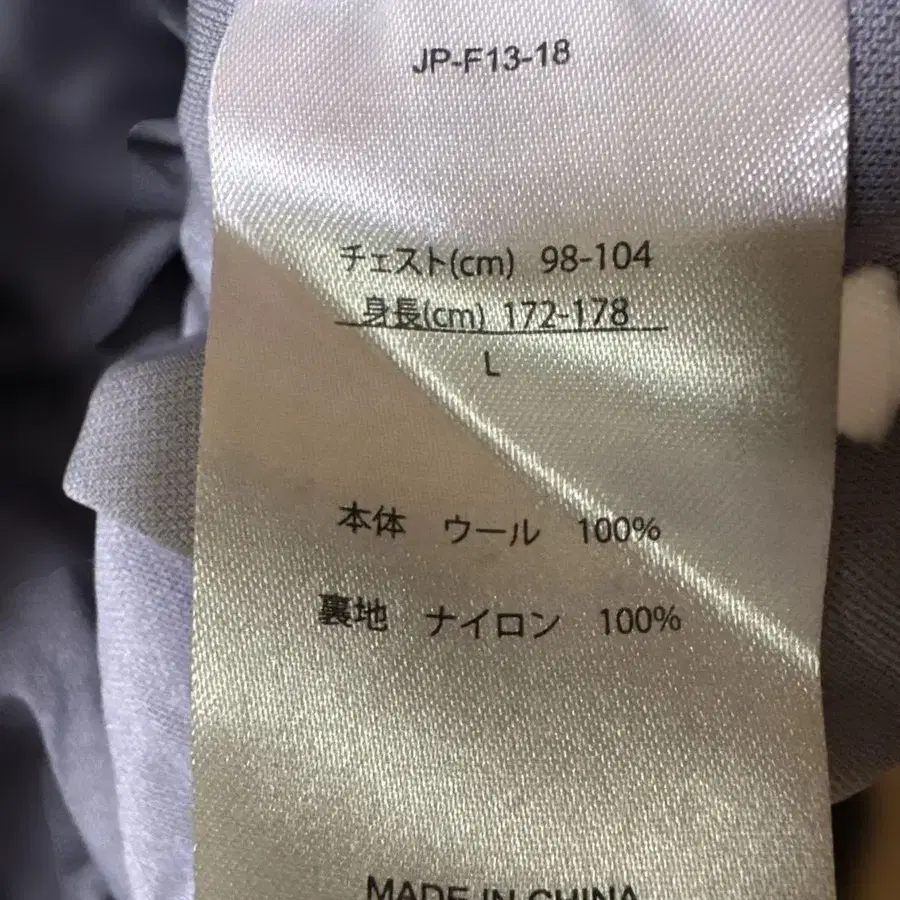 JP-F13-18
チェスト(cm) 98-104
身長(cm) 172-178
L
本体 ウール 100%
裏地 ナイロン 100%
MADE IN CHINA